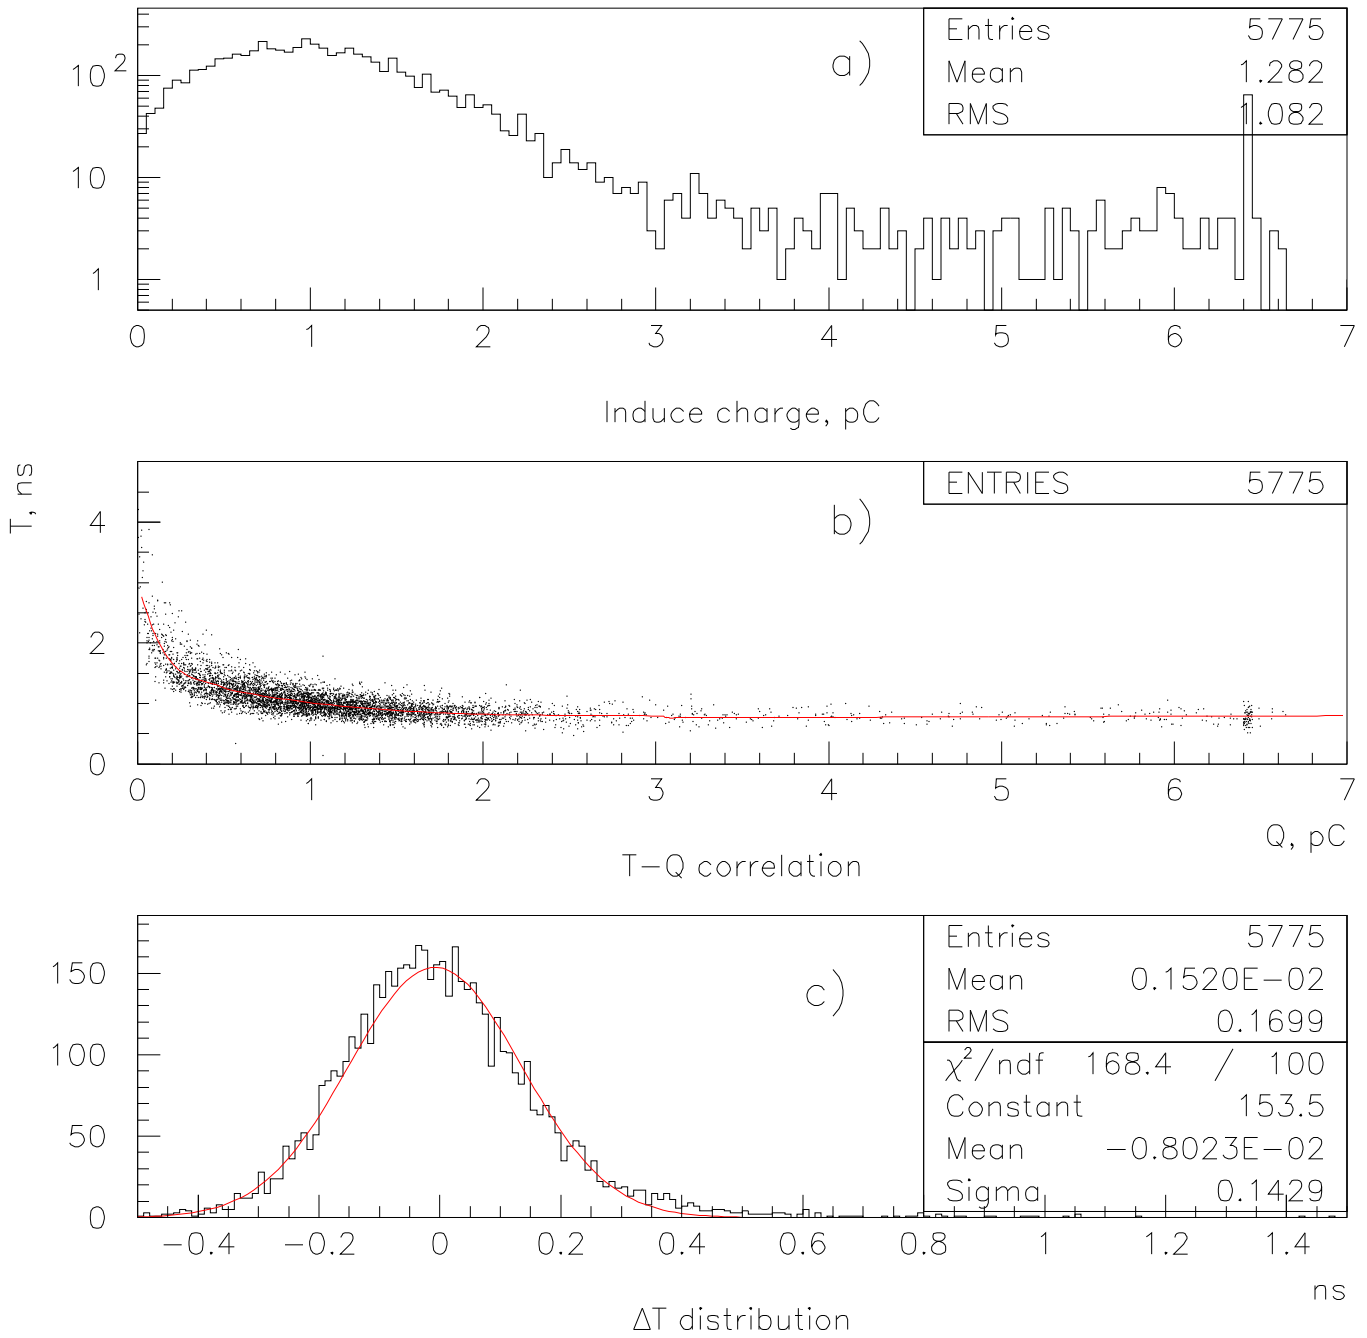 a)
Entries 5775
Mean 1.282
RMS 1.082
10²
10
1
0 1 2 3 4 5 6 7
Induce charge, pC
T, ns
b)
ENTRIES 5775
4
2
0
0 1 2 3 4 5 6 7
Q, pC
T-Q correlation
c)
Entries 5775
Mean 0.1520E-02
RMS 0.1699
χ²/ndf 168.4 / 100
Constant 153.5
Mean -0.8023E-02
Sigma 0.1429
150
100
50
0
-0.4 -0.2 0 0.2 0.4 0.6 0.8 1 1.2 1.4
ns
ΔT distribution